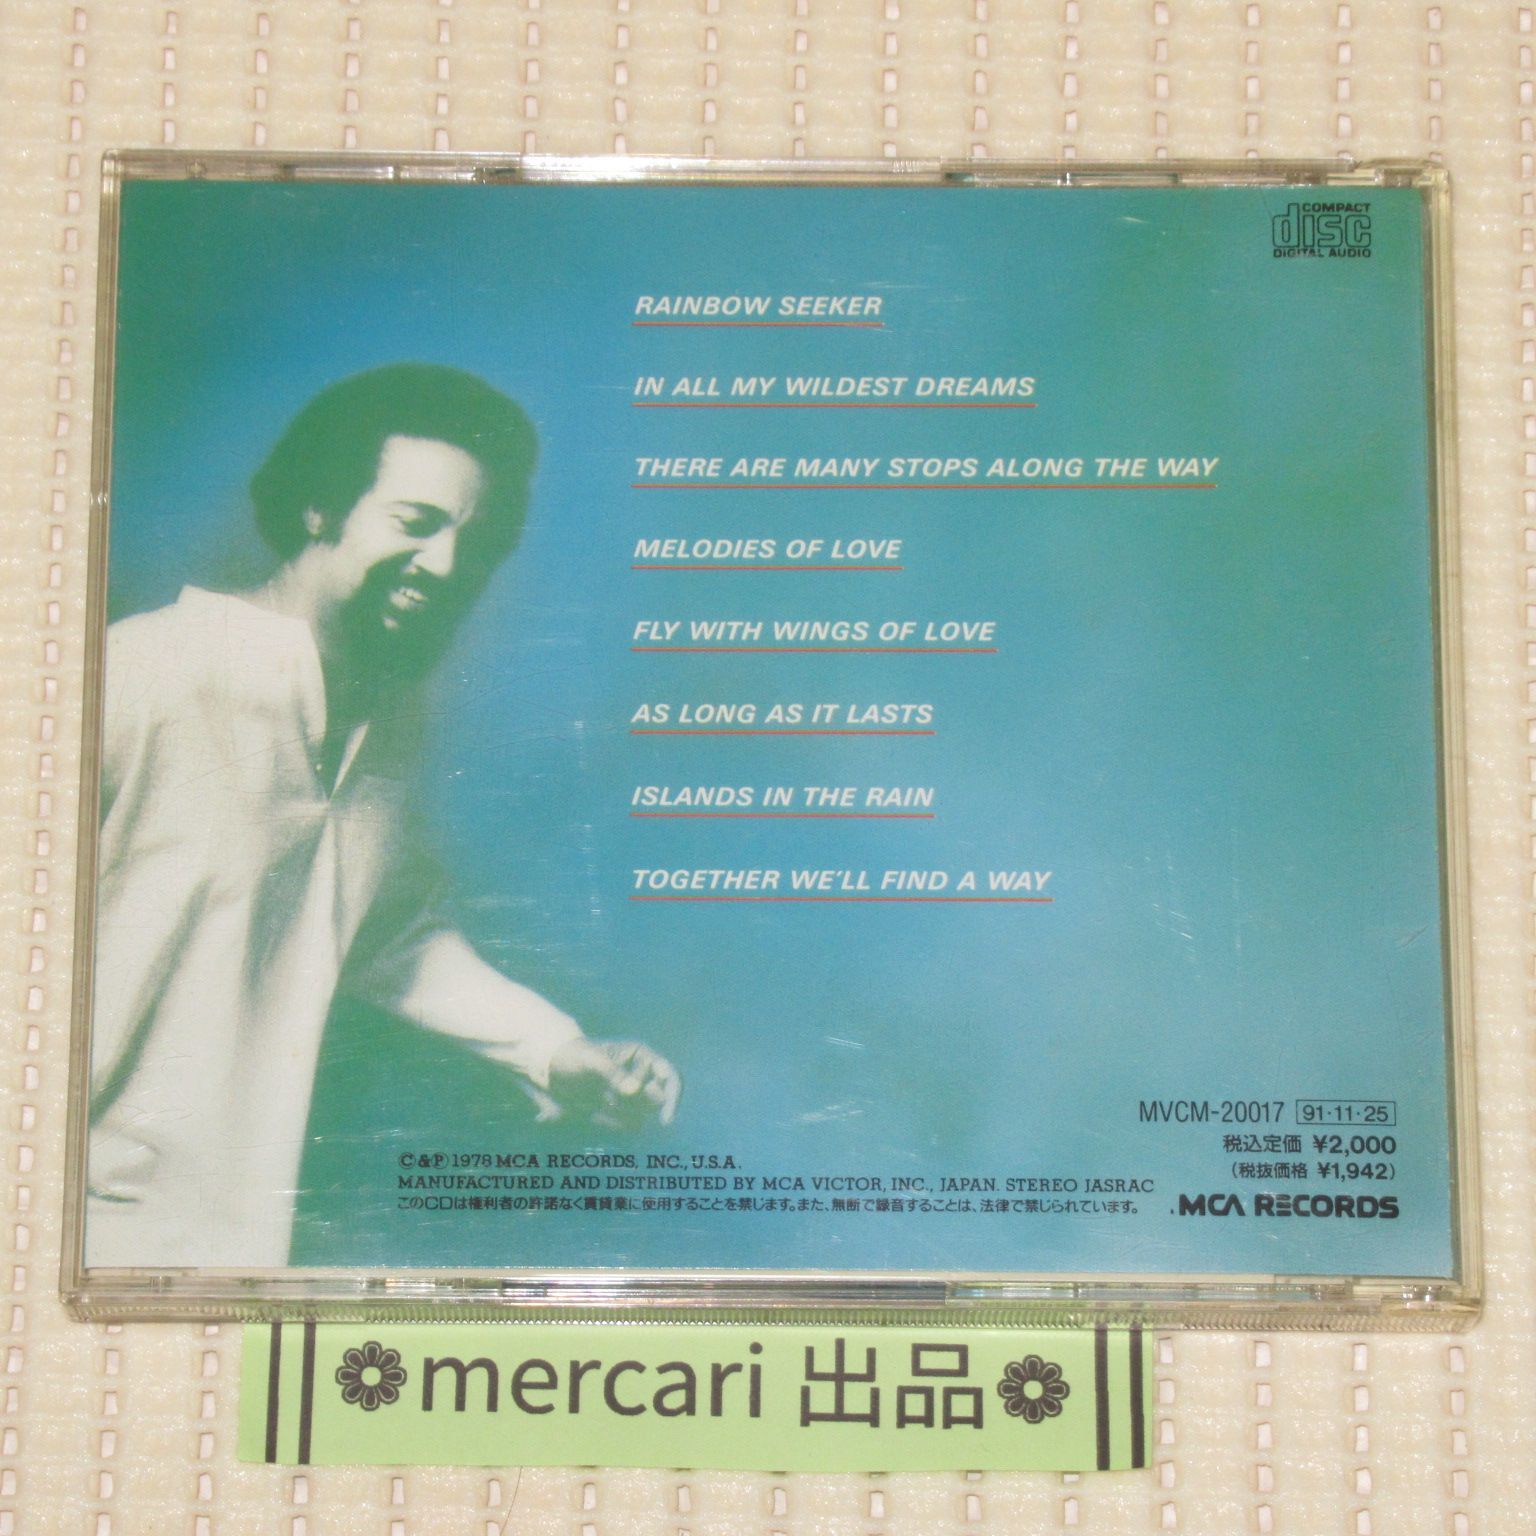 COMPACT
disc
DIGITAL AUDIO
RAINBOW SEEKER
IN ALL MY WILDEST DREAMS
THERE ARE MANY STOPS ALONG THE WAY
MELODIES OF LOVE
FLY WITH WINGS OF LOVE
AS LONG AS IT LASTS
ISLANDS IN THE RAIN
TOGETHER WE'LL FIND A WAY
MVCM-20017 91·11·25
税込定価 ¥2,000
(税抜価格 ¥1,942)
©&℗1978 MCA RECORDS, INC., U.S.A.
MANUFACTURED AND DISTRIBUTED BY MCA VICTOR, INC., JAPAN. STEREO JASRAC
このCDは権利者の許諾なく賃貸業に使用することを禁じます。また、無断で録音することは、法律で禁じられています。
MCA RECORDS
mercari 出品